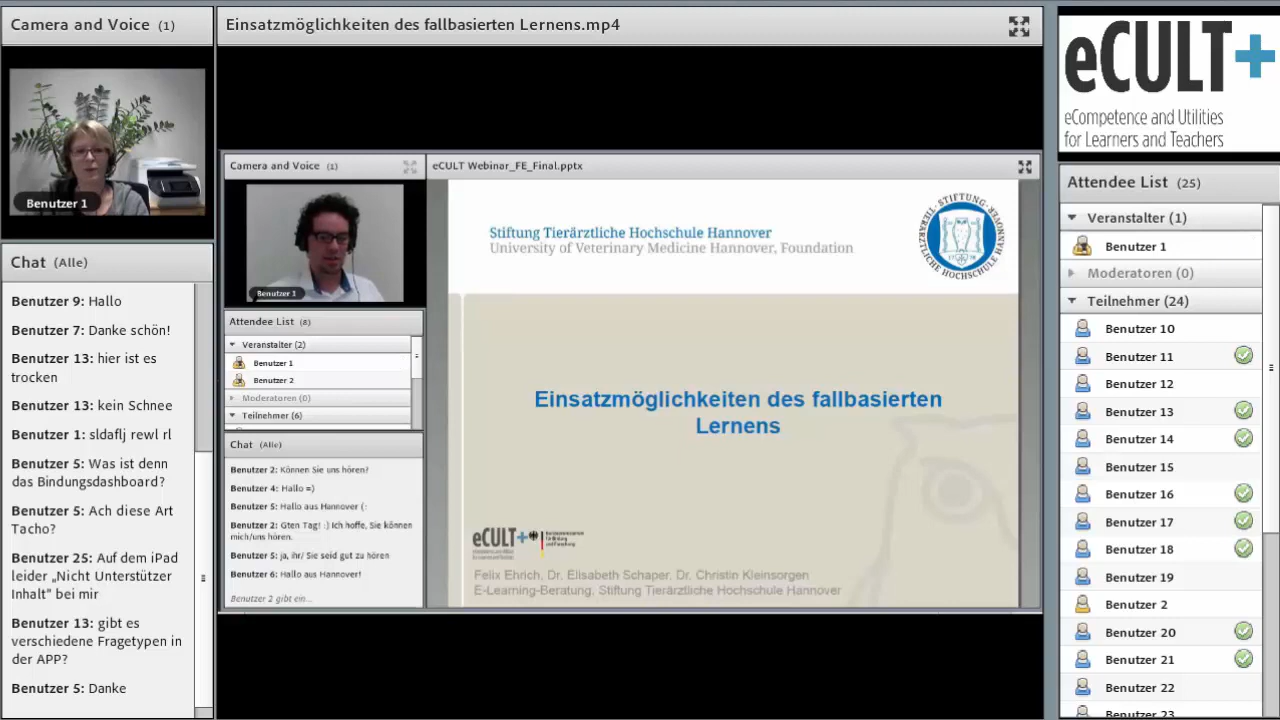 Camera and Voice (1)
Benutzer 1
Chat (Alle)
Benutzer 9: Hallo
Benutzer 7: Danke schön!
Benutzer 13: hier ist es
trocken
Benutzer 13: kein Schnee
Benutzer 1: sldaflj rewl rl
Benutzer 5: Was ist denn
das Bindungsdashboard?
Benutzer 5: Ach diese Art
Tacho?
Benutzer 25: Auf dem iPad
leider „Nicht Unterstützer
Inhalt" bei mir
Benutzer 13: gibt es
verschiedene Fragetypen in
der APP?
Benutzer 5: Danke
Einsatzmöglichkeiten des fallbasierten Lernens.mp4
Camera and Voice (1)
Benutzer 1
Attendee List (8)
Veranstalter (2)
Benutzer 1
Benutzer 2
Moderatoren (0)
Teilnehmer (6)
Chat (Alle)
Benutzer 2: Können Sie uns hören?
Benutzer 4: Hallo =)
Benutzer 5: Hallo aus Hannover (:
Benutzer 2: Gten Tag! :) Ich hoffe, Sie können
mich/uns hören.
Benutzer 5: ja, ihr/ Sie seid gut zu hören
Benutzer 6: Hallo aus Hannover!
Benutzer 2 gibt ein...
eCULT Webinar_FE_Final.pptx
Stiftung Tierärztliche Hochschule Hannover
University of Veterinary Medicine Hannover, Foundation
STIFTUNG TIERÄRZTLICHE HOCHSCHULE HANNOVER
Einsatzmöglichkeiten des fallbasierten
Lernens
eCULT+
Felix Ehrich, Dr. Elisabeth Schaper, Dr. Christin Kleinsorgen
E-Learning-Beratung, Stiftung Tierärztliche Hochschule Hannover
eCULT+
eCompetence and Utilities
for Learners and Teachers
Attendee List (25)
Veranstalter (1)
Benutzer 1
Moderatoren (0)
Teilnehmer (24)
Benutzer 10
Benutzer 11
Benutzer 12
Benutzer 13
Benutzer 14
Benutzer 15
Benutzer 16
Benutzer 17
Benutzer 18
Benutzer 19
Benutzer 2
Benutzer 20
Benutzer 21
Benutzer 22
Benutzer 23